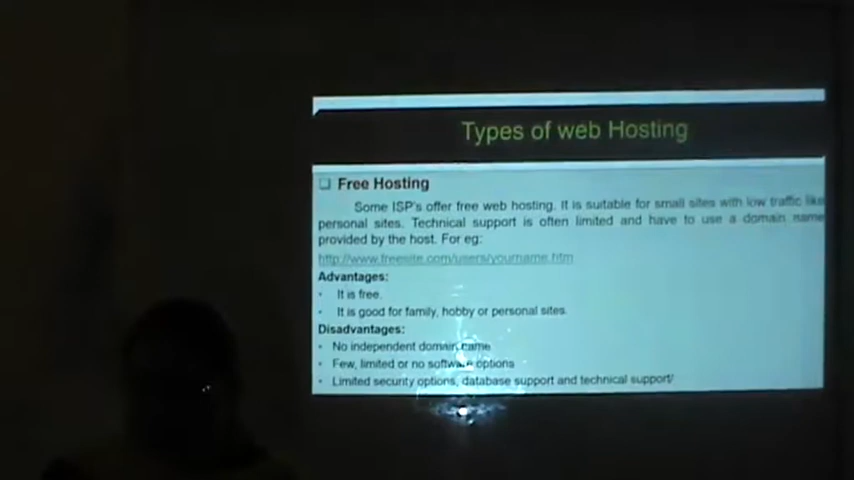 Types of web Hosting
❑ Free Hosting
Some ISP's offer free web hosting. It is suitable for small sites with low traffic like
personal sites. Technical support is often limited and have to use a domain name
provided by the host. For eg:
http://www.freesite.com/users/yourname.htm
Advantages:
• It is free.
• It is good for family, hobby or personal sites.
Disadvantages:
• No independent domain name
• Few, limited or no software options
• Limited security options, database support and technical support/